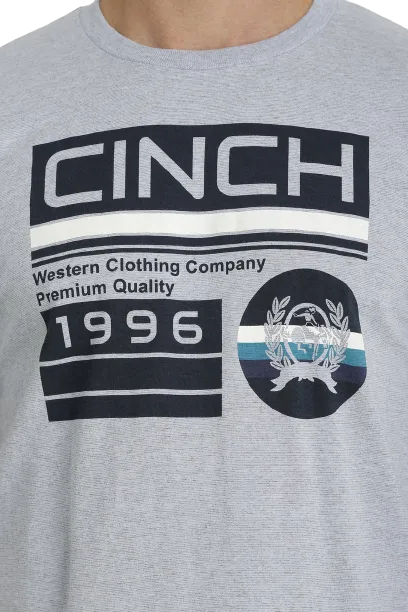 CINCH
Western Clothing Company
Premium Quality
1996